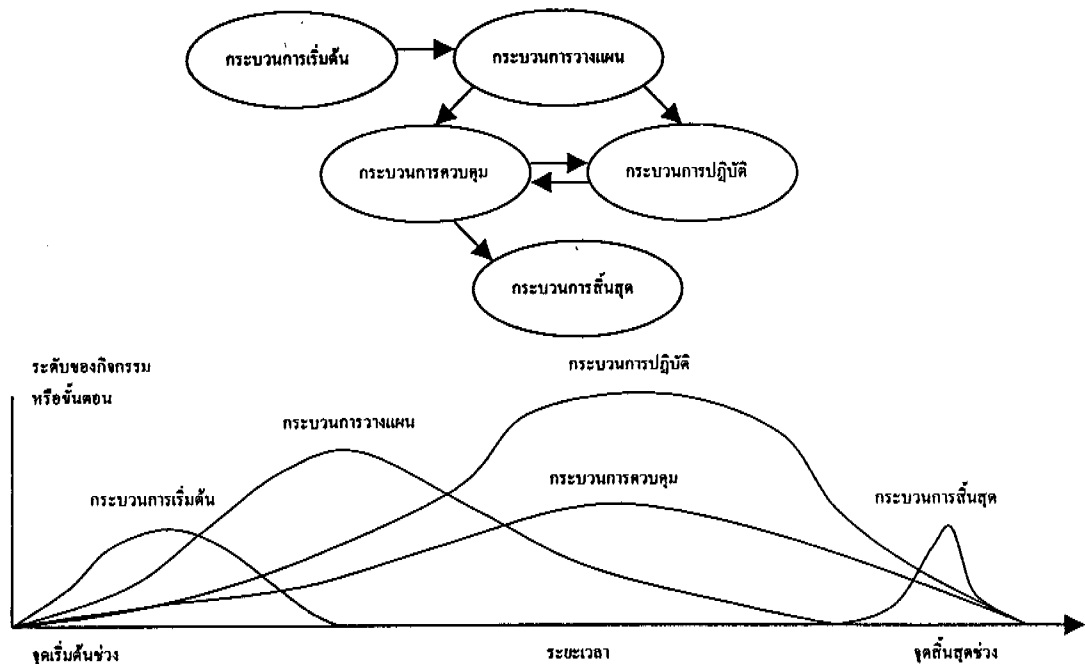 กระบวนการเริ่มต้น
กระบวนการวางแผน
กระบวนการควบคุม
กระบวนการปฎิบัติ
กระบวนการสิ้นสุด
ระดับของกิจกรรม
หรือขั้นตอน
กระบวนการปฎิบัติ
กระบวนการวางแผน
กระบวนการควบคุม
กระบวนการเริ่มต้น
กระบวนการสิ้นสุด
จุดเริ่มต้นช่วง
ระยะเวลา
จุดสิ้นสุดช่วง